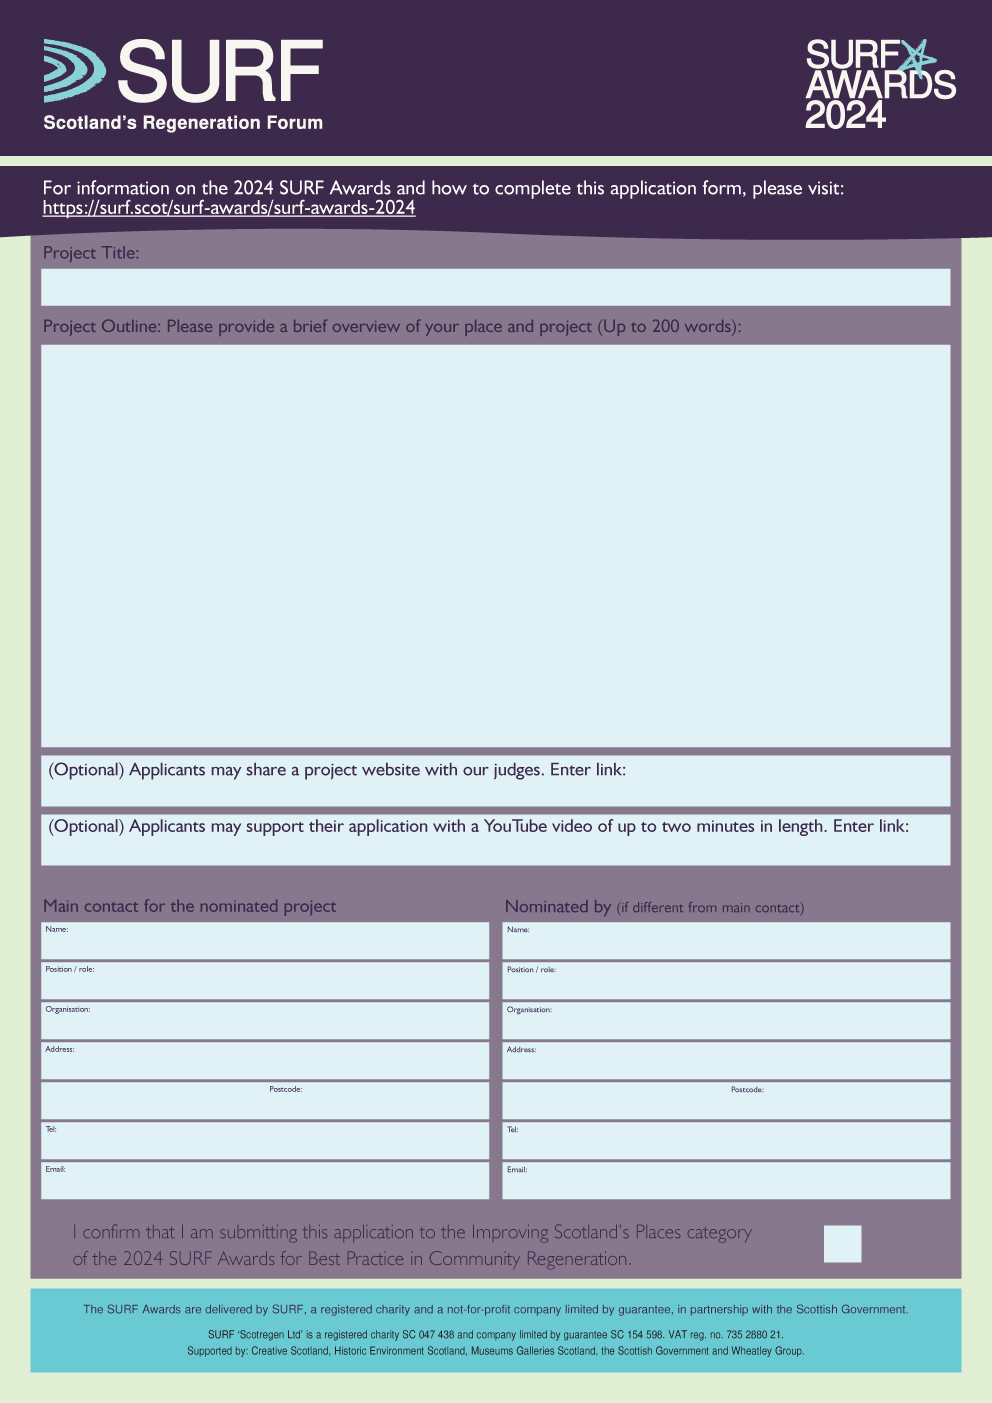 SURF
Scotland's Regeneration Forum
SURF
AWARDS
2024
For information on the 2024 SURF Awards and how to complete this application form, please visit:
https://surf.scot/surf-awards/surf-awards-2024
Project Title:
Project Outline: Please provide a brief overview of your place and project (Up to 200 words):
(Optional) Applicants may share a project website with our judges. Enter link:
(Optional) Applicants may support their application with a YouTube video of up to two minutes in length. Enter link:
Main contact for the nominated project
Name:
Position / role:
Organisation:
Address:
Postcode:
Tel:
Email:
Nominated by (if different from main contact)
Name:
Position / role:
Organisation:
Address:
Postcode:
Tel:
Email:
I confirm that I am submitting this application to the Improving Scotland's Places category
of the 2024 SURF Awards for Best Practice in Community Regeneration.
The SURF Awards are delivered by SURF, a registered charity and a not-for-profit company limited by guarantee, in partnership with the Scottish Government.
SURF 'Scotregen Ltd' is a registered charity SC 047 438 and company limited by guarantee SC 154 598. VAT reg. no. 735 2880 21.
Supported by: Creative Scotland, Historic Environment Scotland, Museums Galleries Scotland, the Scottish Government and Wheatley Group.